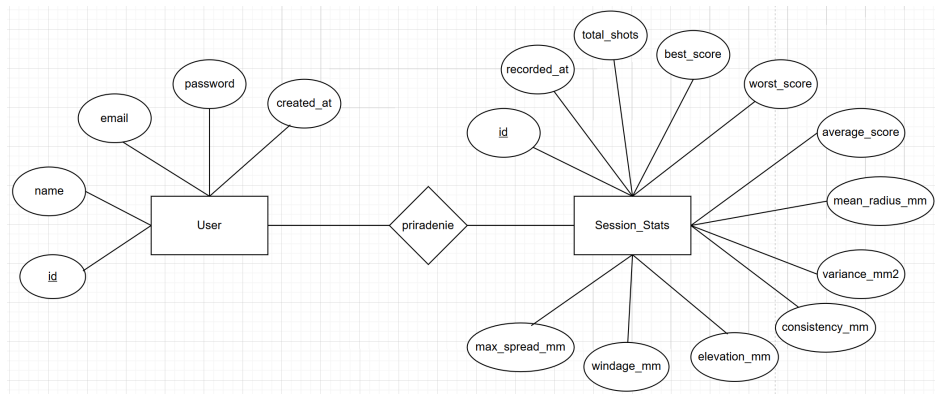 total_shots
best_score
recorded_at
password
worst_score
created_at
email
id
average_score
name
mean_radius_mm
User
priradenie
Session_Stats
id
variance_mm2
consistency_mm
max_spread_mm
elevation_mm
windage_mm